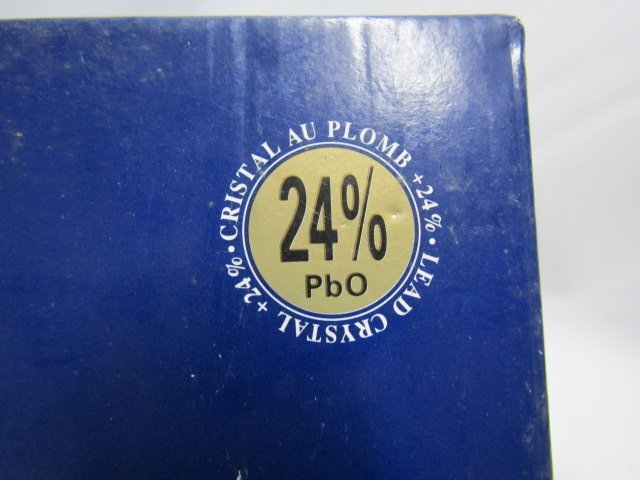 CRISTAL AU PLOMB +24% · LEAD CRYSTAL +24% ·
24%
PbO